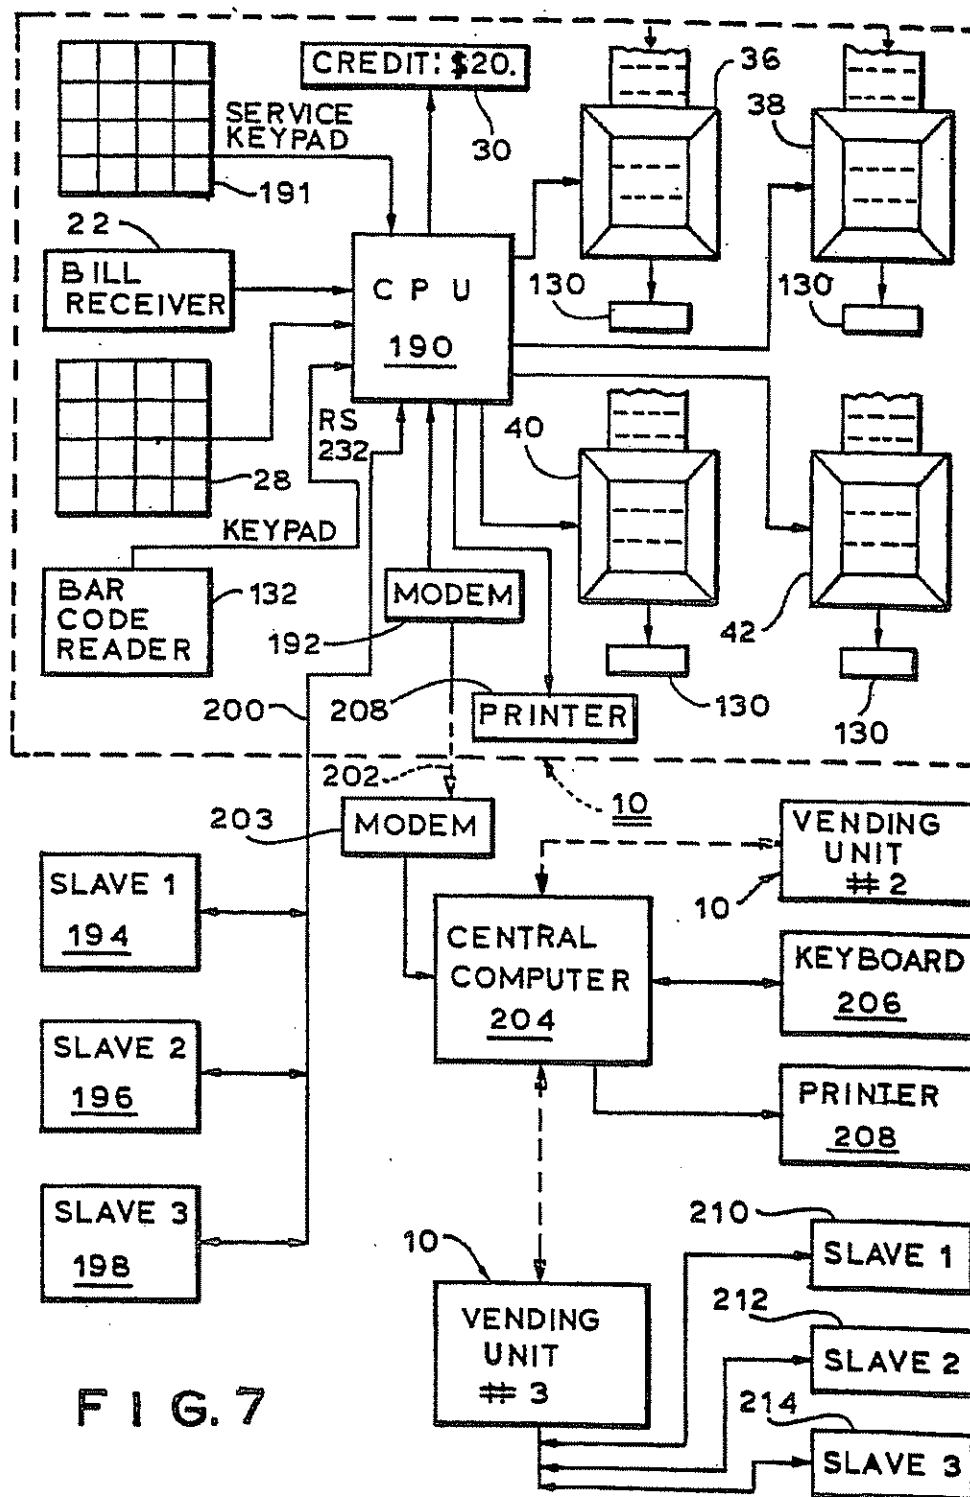 CREDIT: $20.
30
36
38
SERVICE
KEYPAD
191
22
BILL
RECEIVER
CPU
190
130
130
RS
232
28
KEYPAD
40
42
BAR
CODE
READER
132
MODEM
192
200
208
PRINTER
130
130
202
10
203
MODEM
VENDING
UNIT
# 2
10
SLAVE 1
194
CENTRAL
COMPUTER
204
KEYBOARD
206
SLAVE 2
196
PRINTER
208
SLAVE 3
198
210
SLAVE 1
10
VENDING
UNIT
# 3
212
SLAVE 2
214
SLAVE 3
FIG. 7